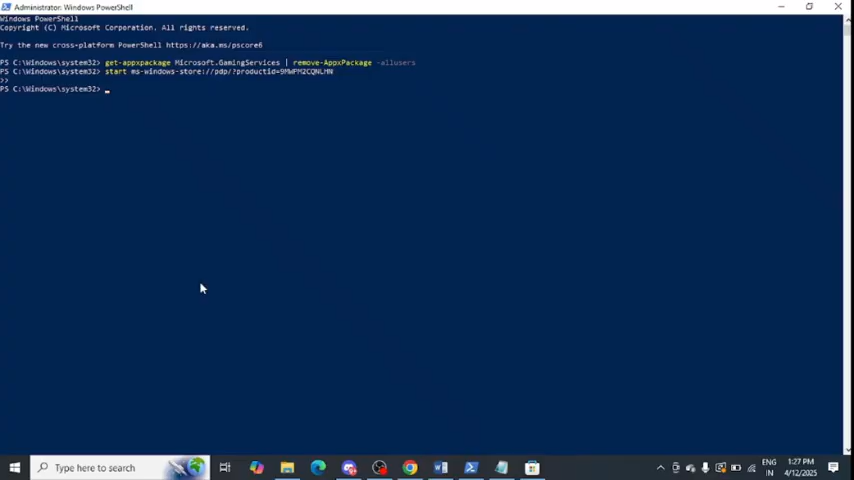 Administrator: Windows PowerShell
Windows PowerShell
Copyright (C) Microsoft Corporation. All rights reserved.
Try the new cross-platform PowerShell https://aka.ms/pscore6
PS C:\Windows\system32> get-appxpackage Microsoft.GamingServices | remove-AppxPackage -allusers
PS C:\Windows\system32> start ms-windows-store://pdp/?productid=9MWPM2CQNLHN
>>
PS C:\Windows\system32> _
Type here to search
ENG
IN
1:27 PM
4/12/2025